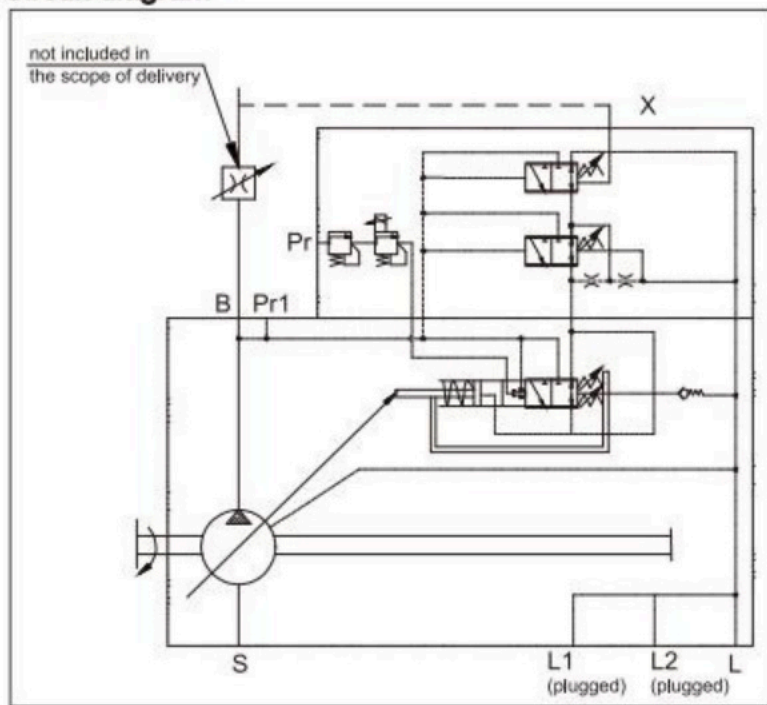 not included in
the scope of delivery
X
Pr
B Pr1
S L1 L2 L
(plugged) (plugged)